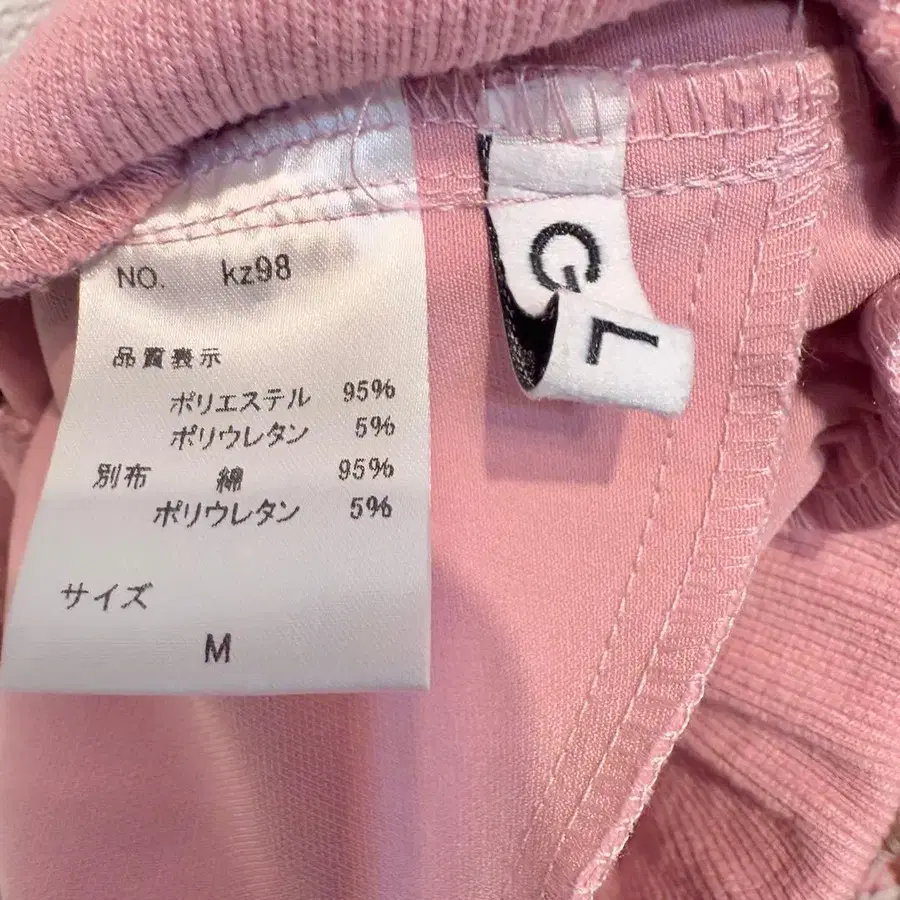 NO. kz98
品質表示
ポリエステル 95%
ポリウレタン 5%
別布 綿 95%
ポリウレタン 5%
サイズ
M
G
L